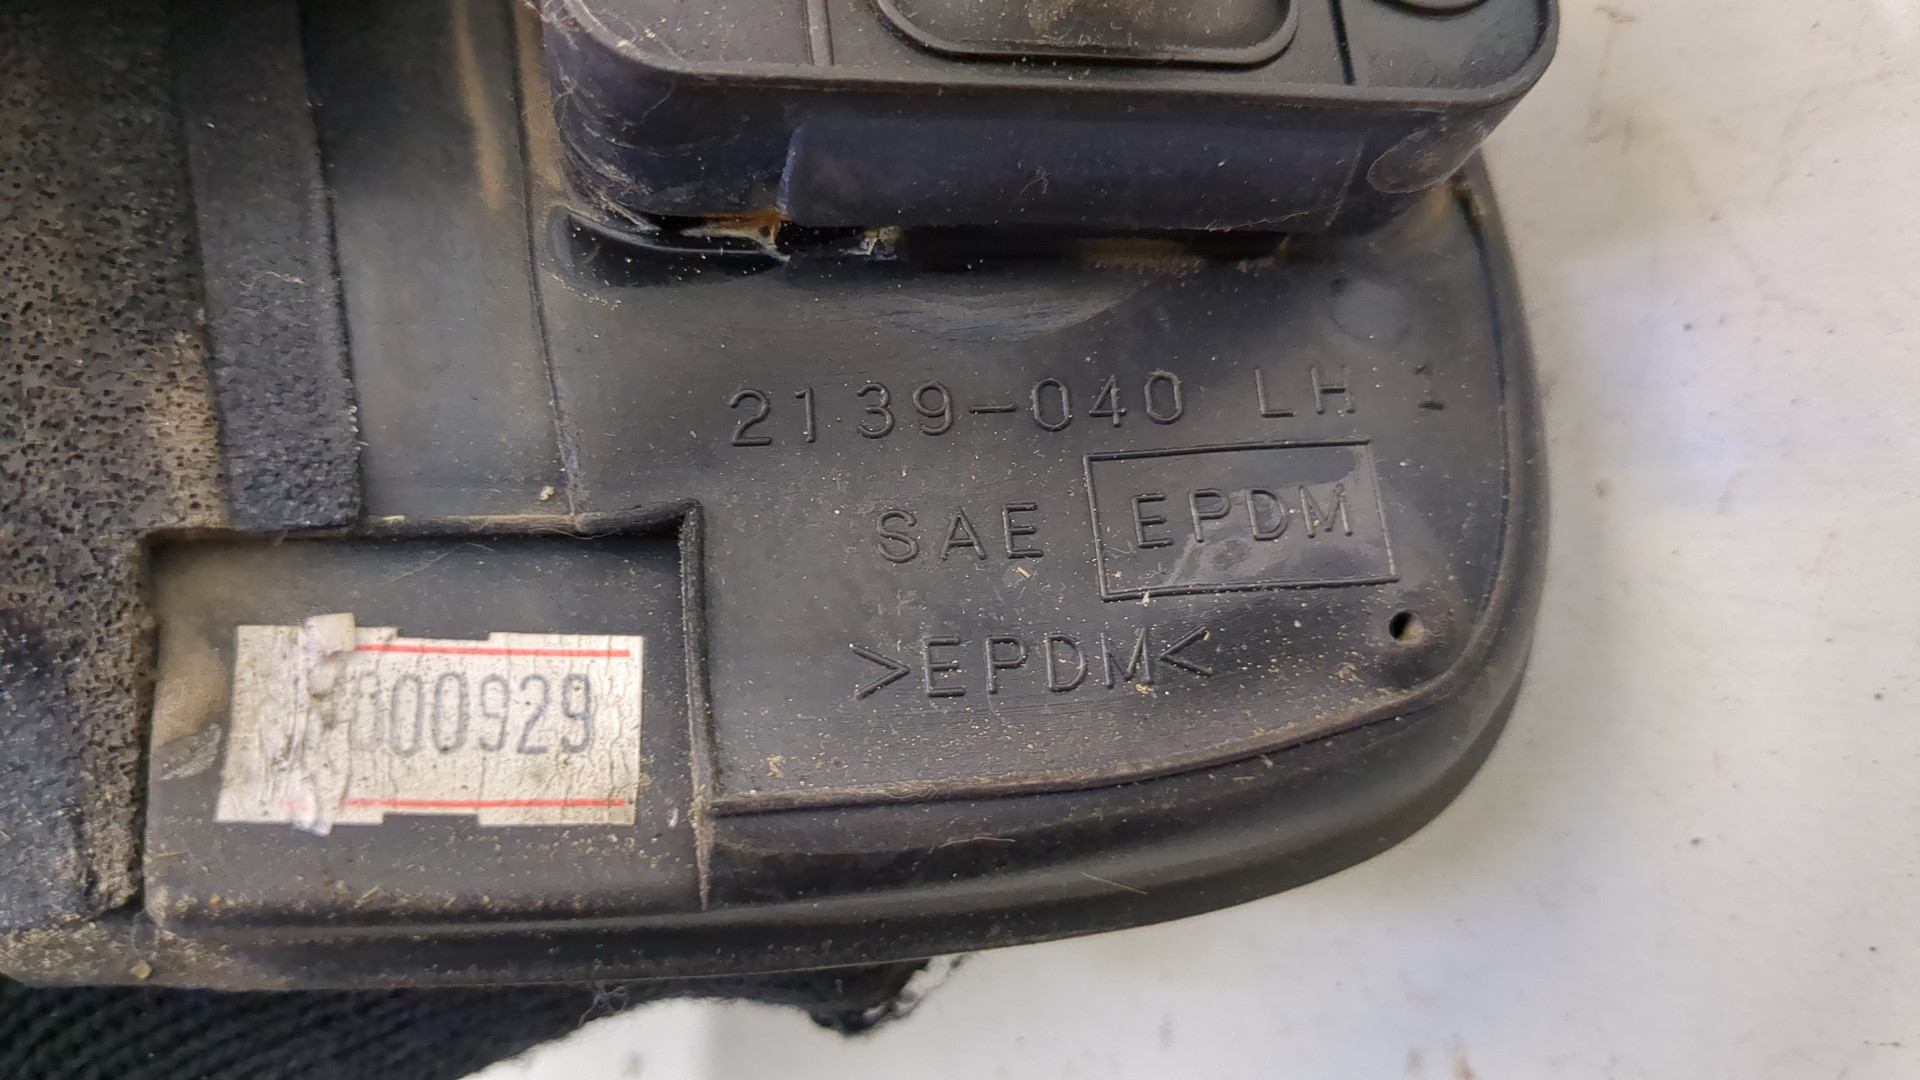 2139-040 LH 1
SAE EPDM
>EPDM<
000929